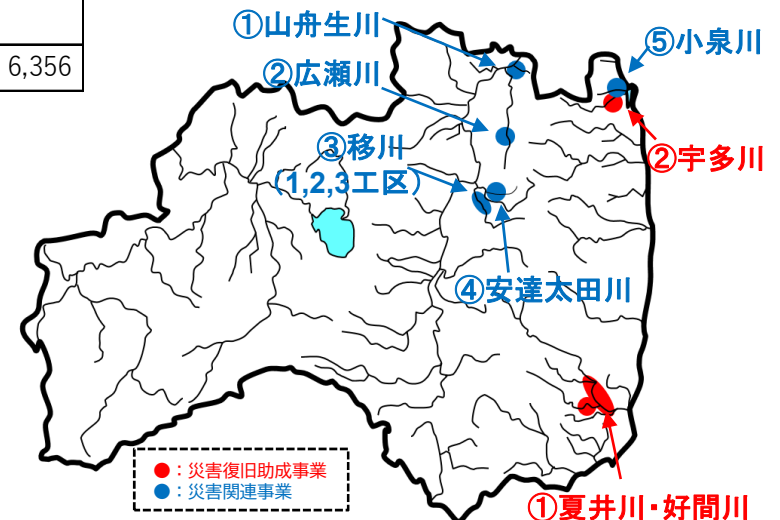 6,356
①山舟生川
②広瀬川
③移川
（1,2,3工区）
④安達太田川
⑤小泉川
②宇多川
①夏井川・好間川
●：災害復旧助成事業
●：災害関連事業